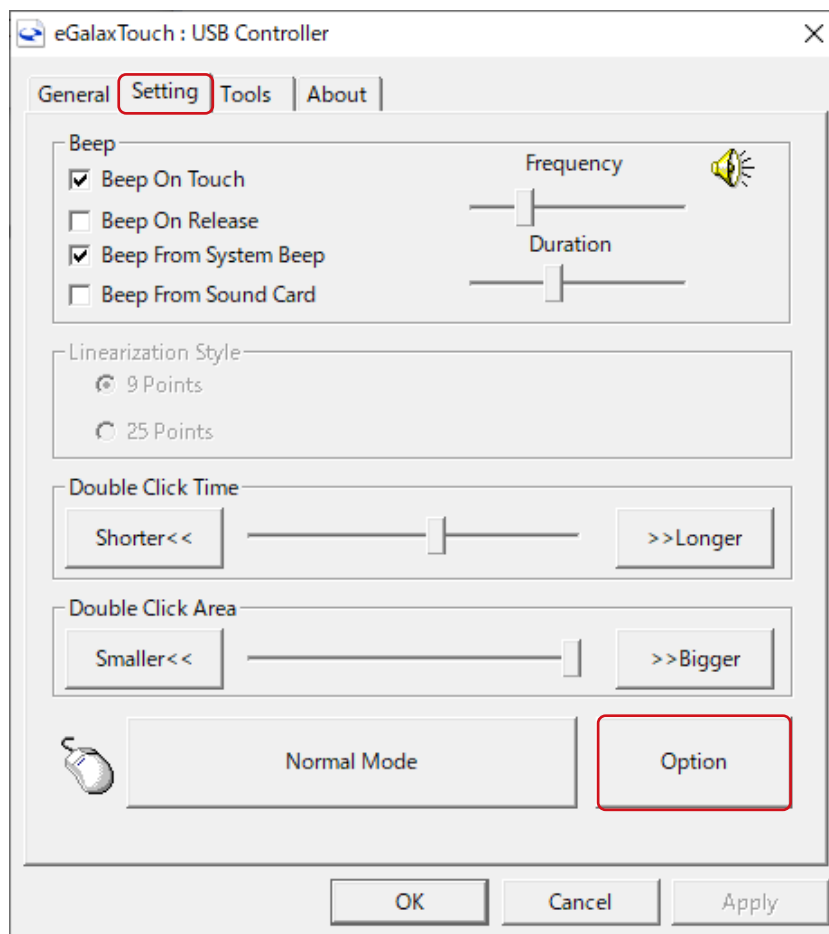 eGalaxTouch : USB Controller
General Setting Tools About
Beep
Beep On Touch
Beep On Release
Beep From System Beep
Beep From Sound Card
Frequency
Duration
Linearization Style
9 Points
25 Points
Double Click Time
Shorter<< >>Longer
Double Click Area
Smaller<< >>Bigger
Normal Mode Option
OK Cancel Apply